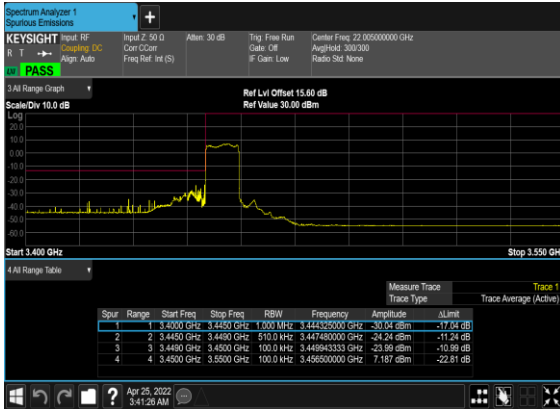 Spectrum Analyzer 1
Spurious Emissions
+
KEYSIGHT Input: RF Input Z: 50 Ω Atten: 30 dB Trig: Free Run Center Freq: 22.005000000 GHz
R T Coupling: DC Corr CCorr Gate: Off Avg|Hold: 300/300
Align: Auto Freq Ref: Int (S) IF Gain: Low Radio Std: None
PASS
3 All Range Graph
Ref Lvl Offset 15.60 dB
Scale/Div 10.0 dB Ref Value 30.00 dBm
Log
20.0
10.0
0.00
-10.0
-20.0
-30.0
-40.0
-50.0
-60.0
Start 3.400 GHz Stop 3.550 GH
4 All Range Table
Measure Trace Trace 1
Trace Type Trace Average (Active)
Spur Range Start Freq Stop Freq RBW Frequency Amplitude ΔLimit
1 1 3.4000 GHz 3.4450 GHz 1.000 MHz 3.444325000 GHz -30.04 dBm -17.04 dB
2 2 3.4450 GHz 3.4490 GHz 510.0 kHz 3.447480000 GHz -24.24 dBm -11.24 dB
3 3 3.4490 GHz 3.4500 GHz 100.0 kHz 3.449943333 GHz -23.99 dBm -10.99 dB
4 4 3.4500 GHz 3.5500 GHz 100.0 kHz 3.456500000 GHz 7.187 dBm -22.81 dB
? Apr 25, 2022
3:41:26 AM